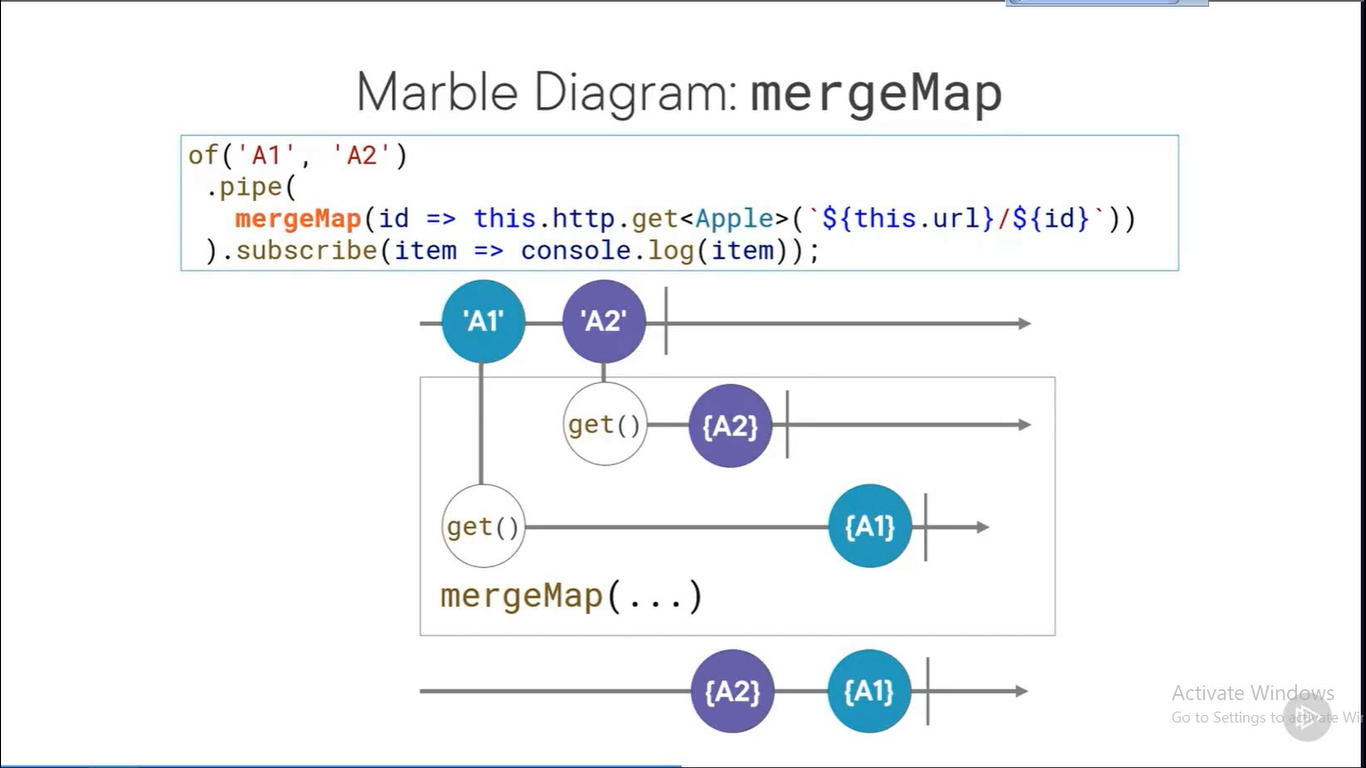 Marble Diagram: mergeMap
of('A1', 'A2')
.pipe(
mergeMap(id => this.http.get<Apple>(`${this.url}/${id}`))
).subscribe(item => console.log(item));
'A1' 'A2'
get() {A2}
get() {A1}
mergeMap(...)
{A2} {A1}
Activate Windows
Go to Settings to activate